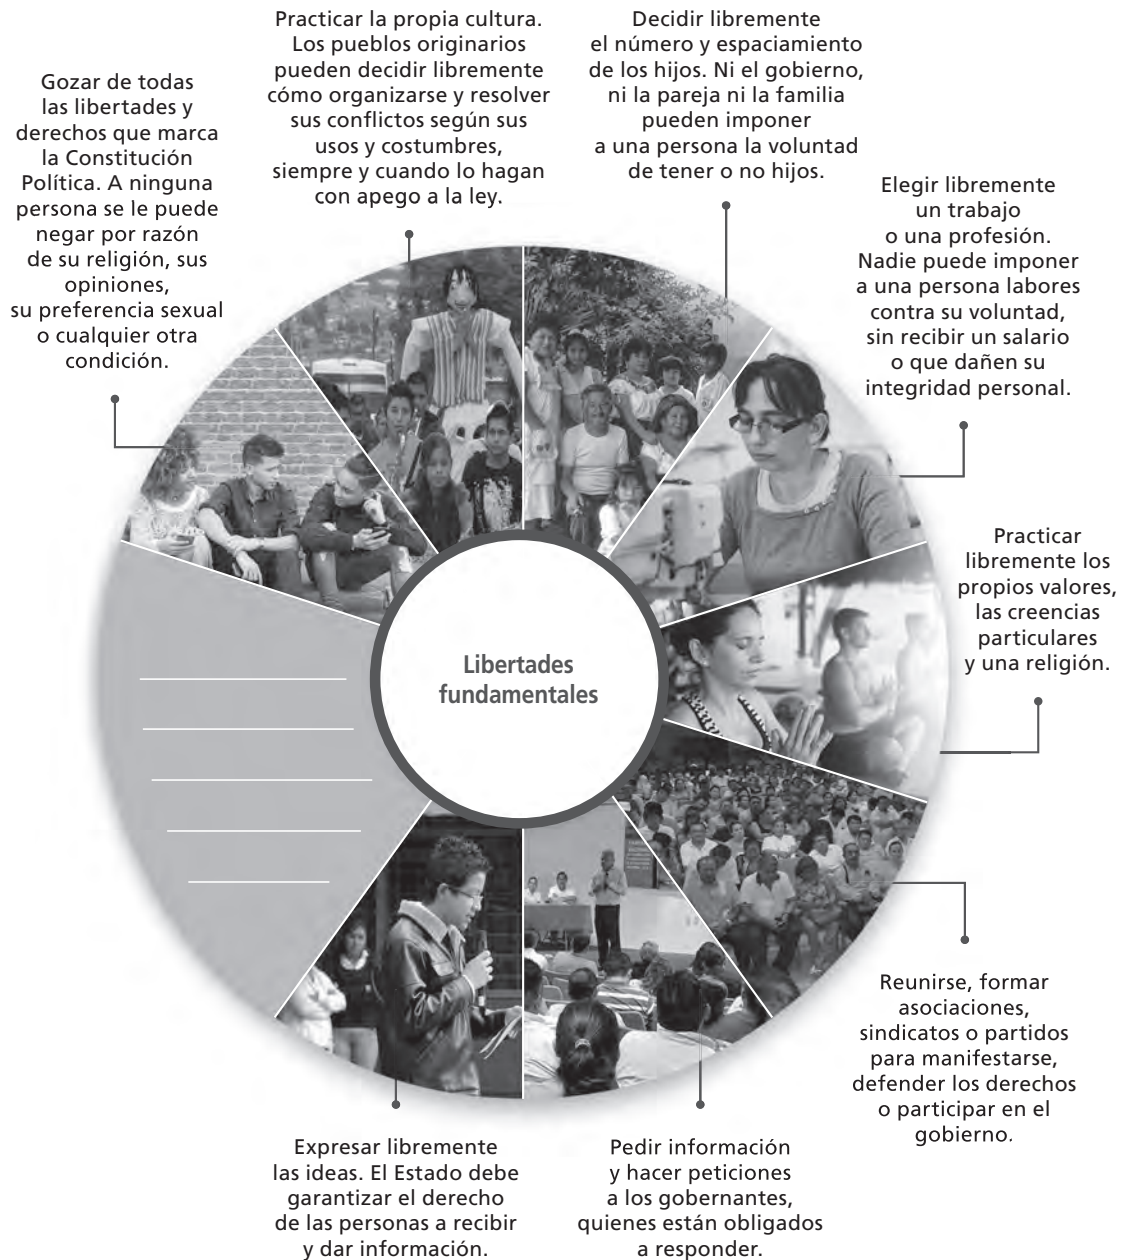 Gozar de todas
las libertades y
derechos que marca
la Constitución
Política. A ninguna
persona se le puede
negar por razón
de su religión, sus
opiniones,
su preferencia sexual
o cualquier otra
condición.
Practicar la propia cultura.
Los pueblos originarios
pueden decidir libremente
cómo organizarse y resolver
sus conflictos según sus
usos y costumbres,
siempre y cuando lo hagan
con apego a la ley.
Decidir libremente
el número y espaciamiento
de los hijos. Ni el gobierno,
ni la pareja ni la familia
pueden imponer
a una persona la voluntad
de tener o no hijos.
Elegir libremente
un trabajo
o una profesión.
Nadie puede imponer
a una persona labores
contra su voluntad,
sin recibir un salario
o que dañen su
integridad personal.
Practicar
libremente los
propios valores,
las creencias
particulares
y una religión.
Libertades
fundamentales
Reunirse, formar
asociaciones,
sindicatos o partidos
para manifestarse,
defender los derechos
o participar en el
gobierno.
Pedir información
y hacer peticiones
a los gobernantes,
quienes están obligados
a responder.
Expresar libremente
las ideas. El Estado debe
garantizar el derecho
de las personas a recibir
y dar información.